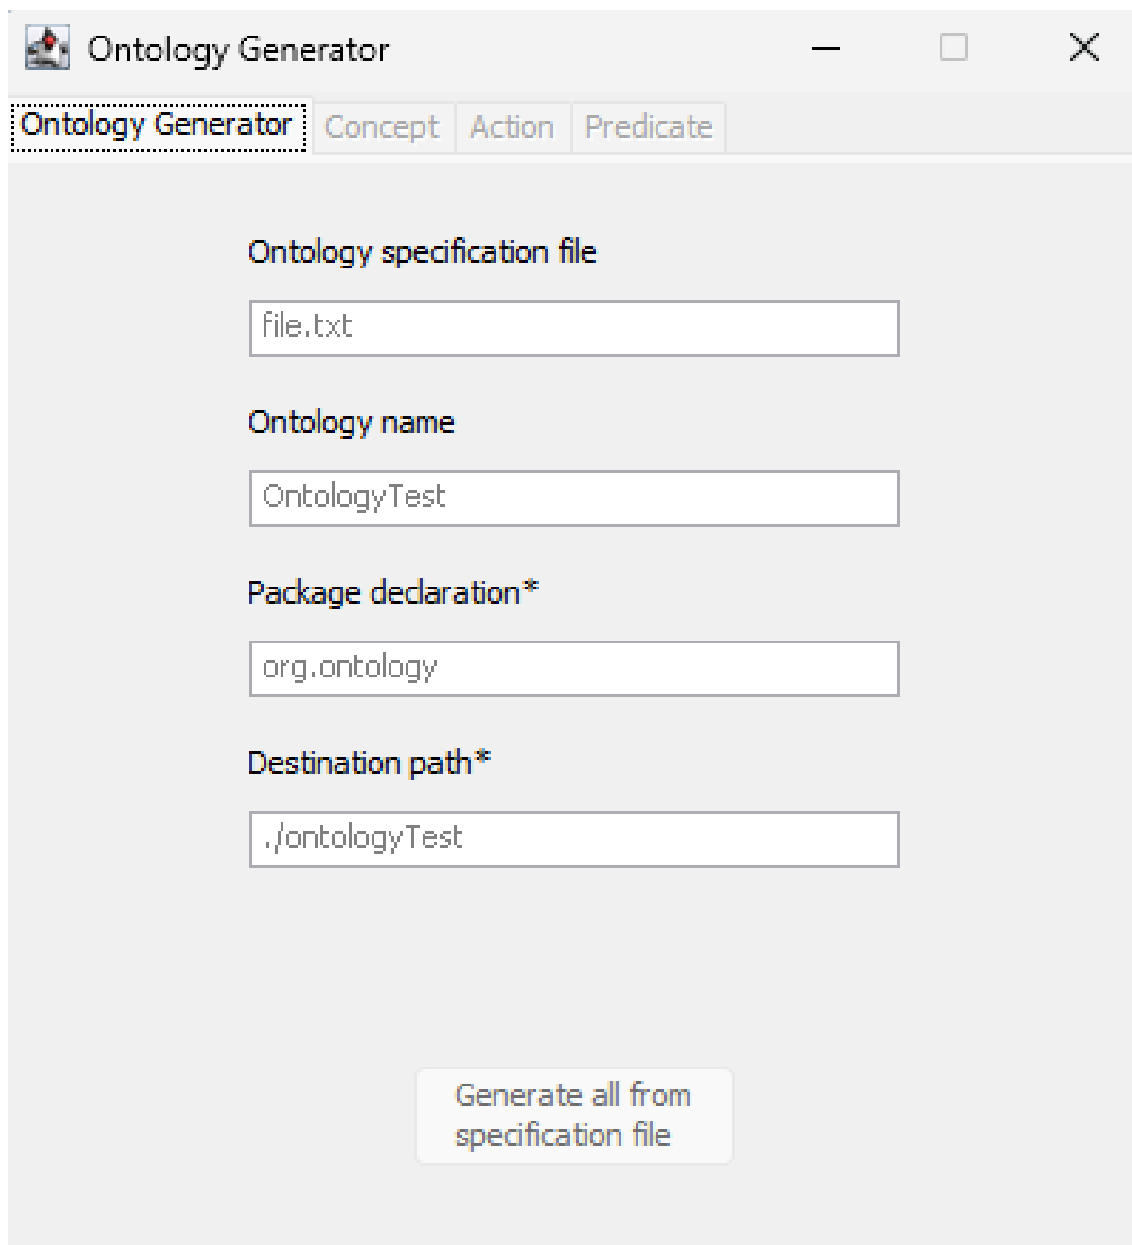 Ontology Generator
Ontology Generator Concept Action Predicate
Ontology specification file
file.txt
Ontology name
OntologyTest
Package declaration*
org.ontology
Destination path*
./ontologyTest
Generate all from
specification file